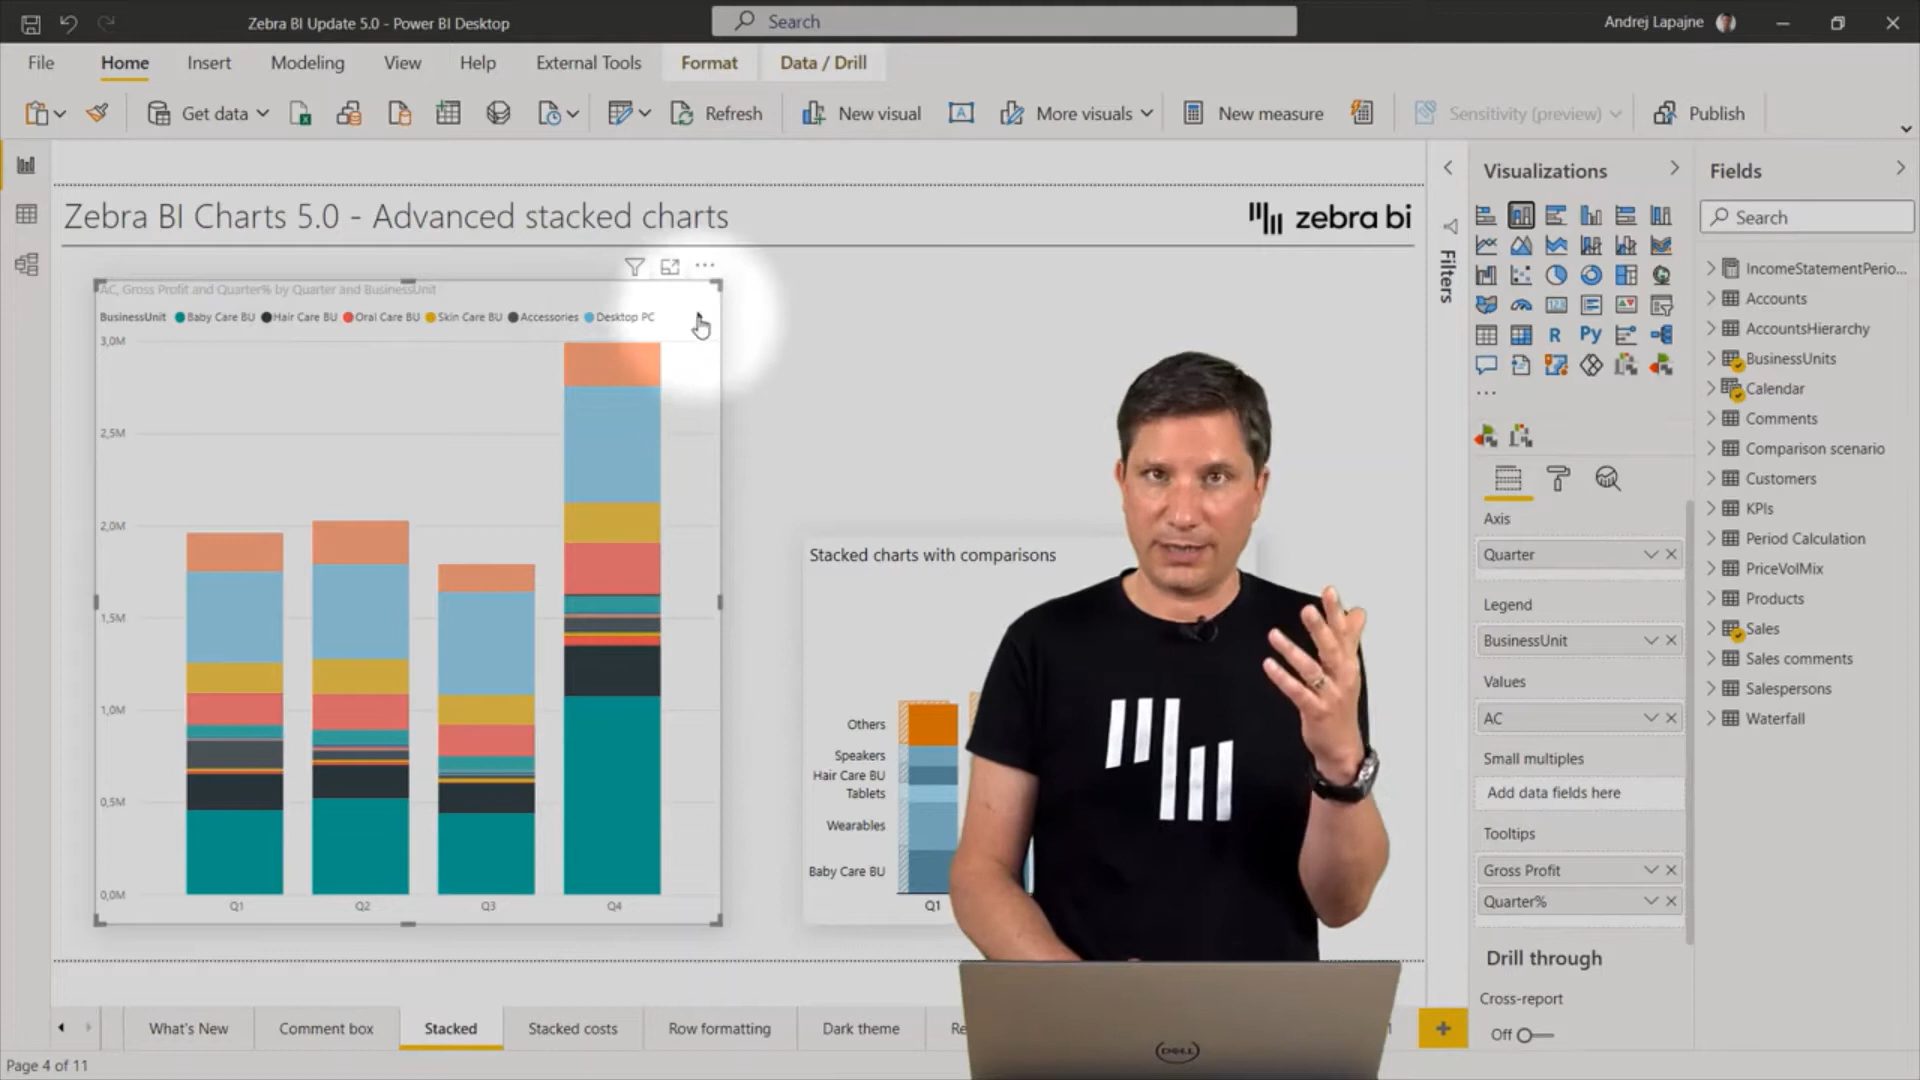 Zebra BI Update 5.0 - Power BI Desktop
Search
Andrej Lapajne
File
Home
Insert
Modeling
View
Help
External Tools
Format
Data / Drill
Get data
Refresh
New visual
More visuals
New measure
Sensitivity (preview)
Publish
Zebra BI Charts 5.0 - Advanced stacked charts
zebra bi
AC, Gross Profit and Quarter% by Quarter and BusinessUnit
BusinessUnit Baby Care BU Hair Care BU Oral Care BU Skin Care BU Accessories Desktop PC
3,0M
2,5M
2,0M
1,5M
1,0M
0,5M
0,0M
Q1 Q2 Q3 Q4
Stacked charts with comparisons
Others
Speakers
Hair Care BU
Tablets
Wearables
Baby Care BU
Q1
Filters
Visualizations
R
Py
123
Axis
Quarter
Legend
BusinessUnit
Values
AC
Small multiples
Add data fields here
Tooltips
Gross Profit
Quarter%
Drill through
Cross-report
Off
Fields
Search
IncomeStatementPerio...
Accounts
AccountsHierarchy
BusinessUnits
Calendar
Comments
Comparison scenario
Customers
KPIs
Period Calculation
PriceVolMix
Products
Sales
Sales comments
Salespersons
Waterfall
What's New
Comment box
Stacked
Stacked costs
Row formatting
Dark theme
Re
1
Page 4 of 11
DELL